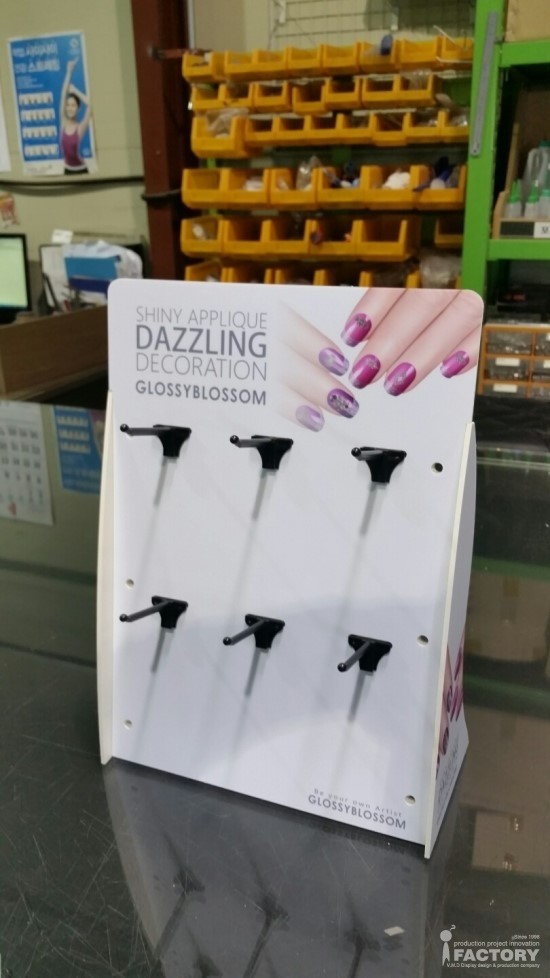 SHINY APPLIQUE
DAZZLING
DECORATION
GLOSSYBLOSSOM
Be your own Artist
GLOSSYBLOSSOM
Since 1996
production project innovation
FACTORY
V.M.D Display design & production company